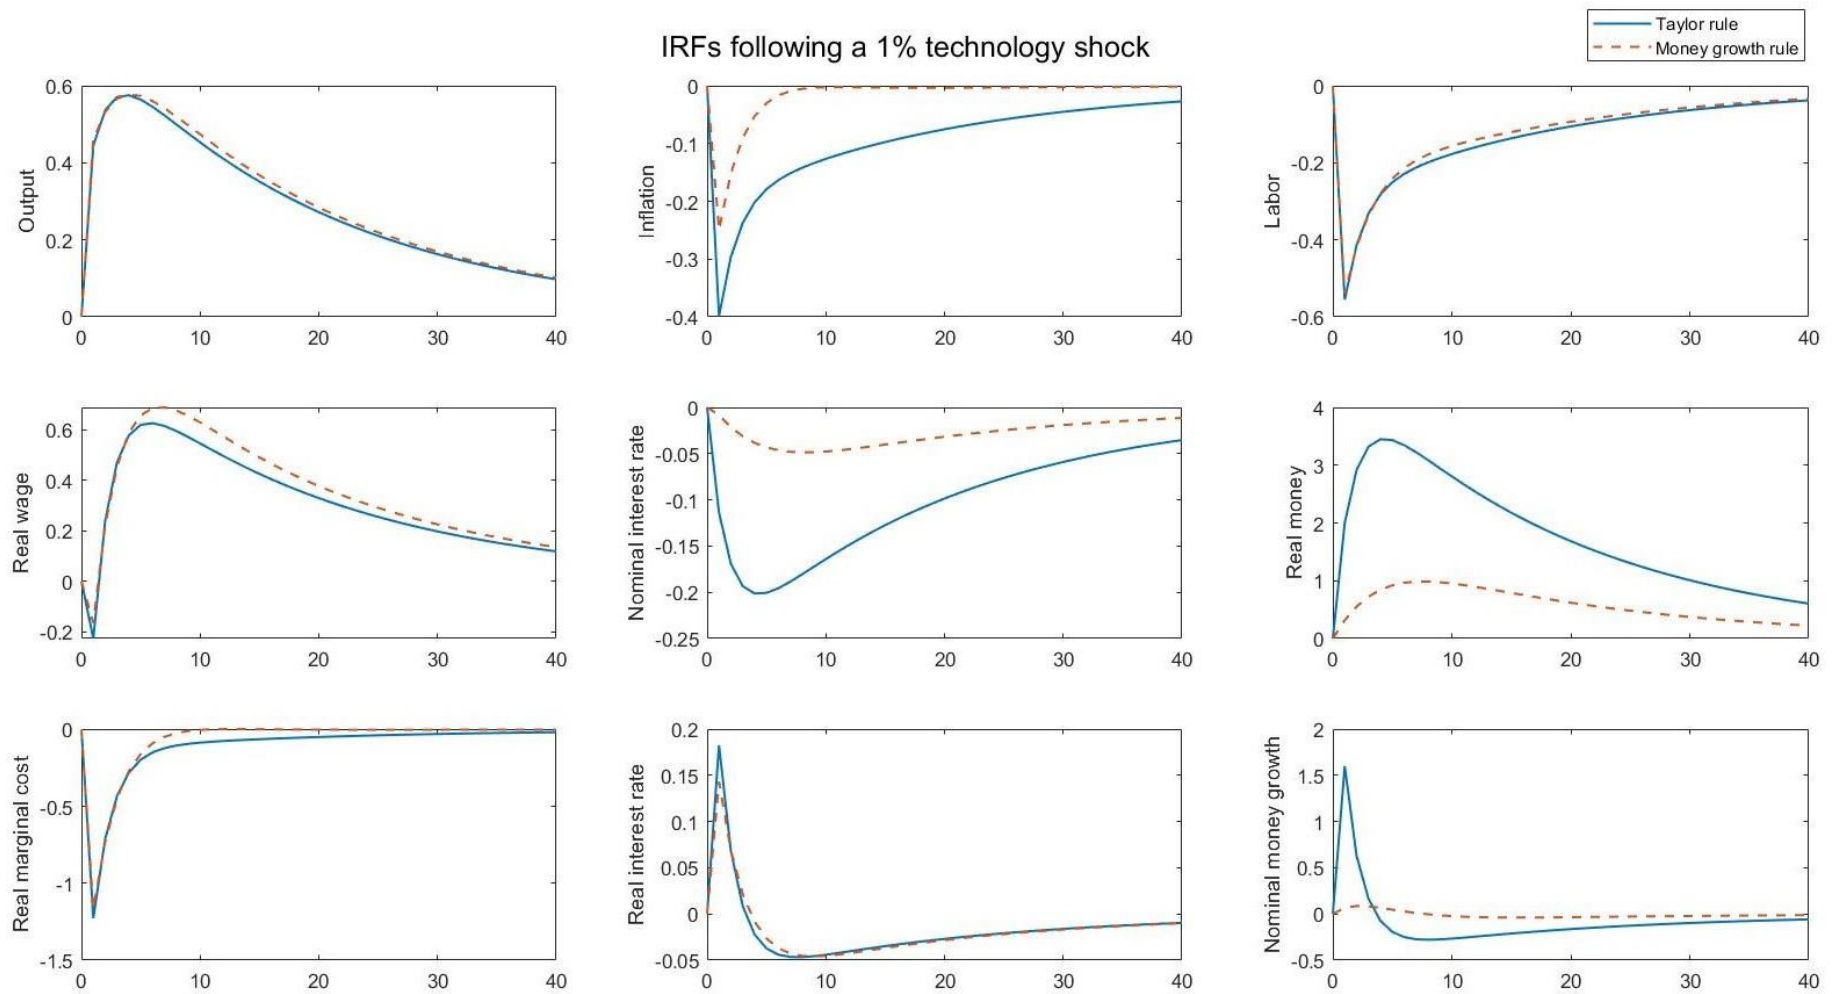 IRFs following a 1% technology shock
Taylor rule
Money growth rule
Output
0.6
0.4
0.2
0
0 10 20 30 40
Inflation
0
-0.1
-0.2
-0.3
-0.4
0 10 20 30 40
Labor
0
-0.2
-0.4
-0.6
0 10 20 30 40
Real wage
0.6
0.4
0.2
0
-0.2
0 10 20 30 40
Nominal interest rate
0
-0.05
-0.1
-0.15
-0.2
-0.25
0 10 20 30 40
Real money
4
3
2
1
0
0 10 20 30 40
Real marginal cost
0
-0.5
-1
-1.5
0 10 20 30 40
Real interest rate
0.2
0.15
0.1
0.05
0
-0.05
0 10 20 30 40
Nominal money growth
2
1.5
1
0.5
0
-0.5
0 10 20 30 40